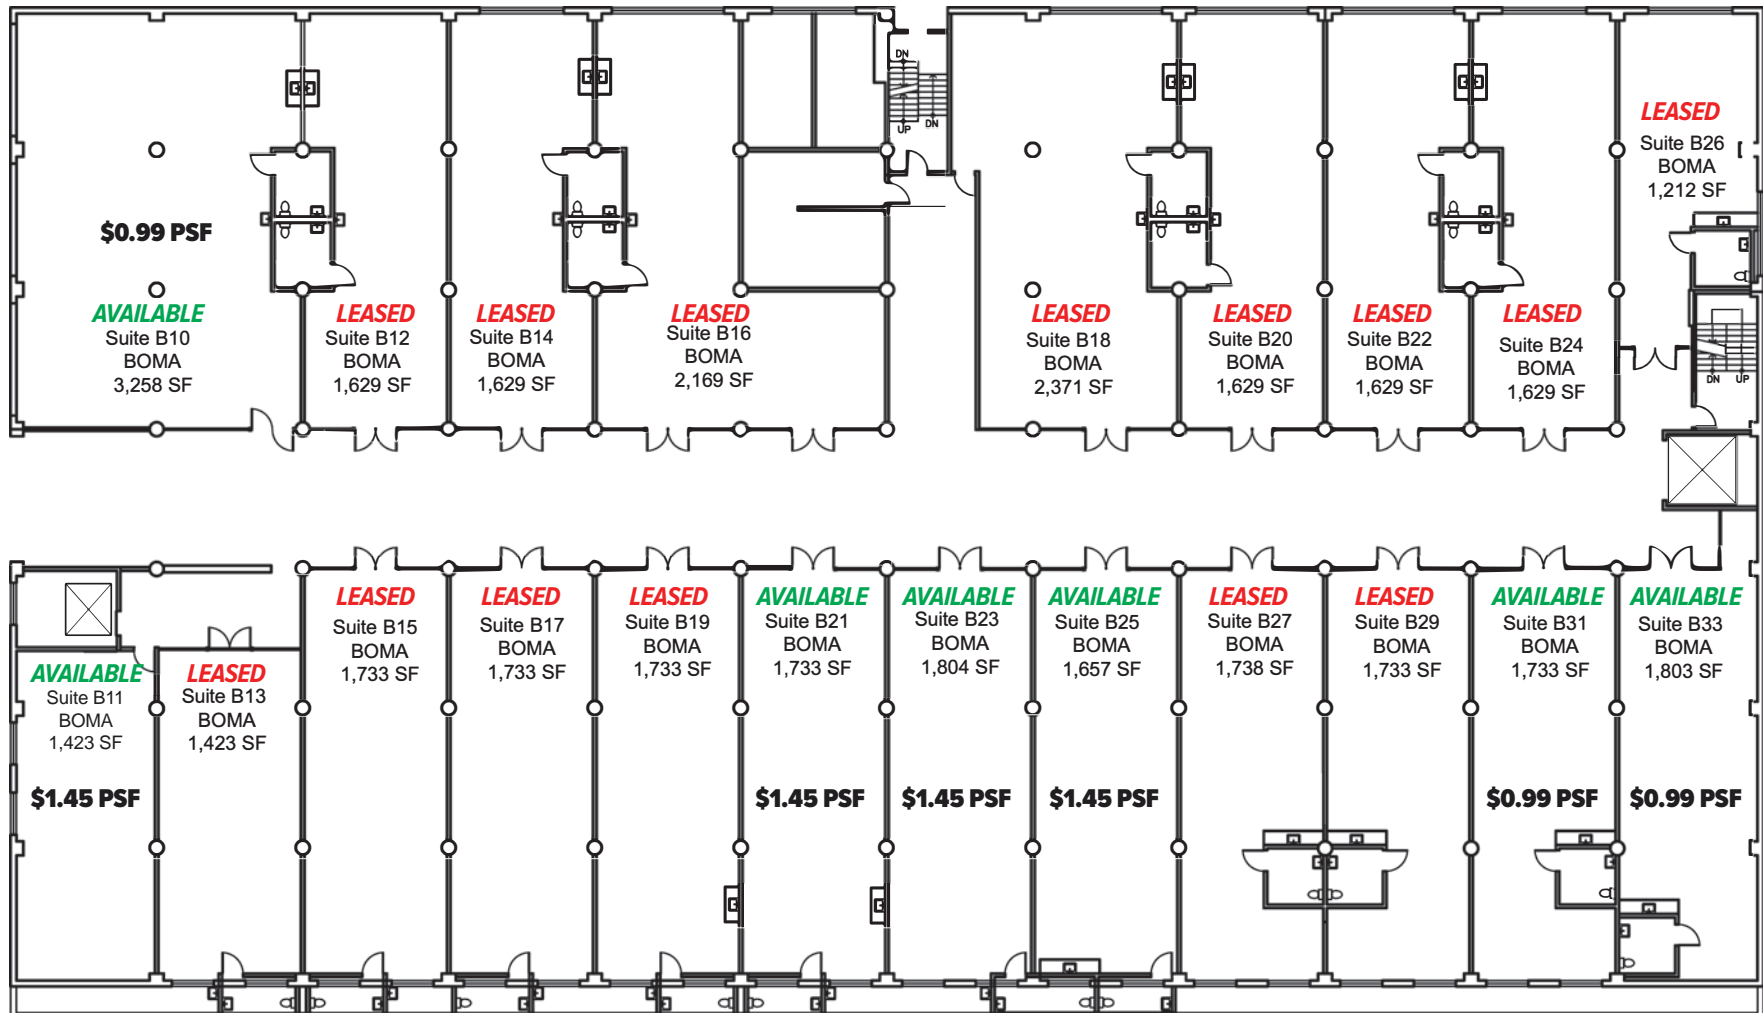 DN
UP
DN
LEASED
Suite B26
BOMA
1,212 SF
$0.99 PSF
AVAILABLE
Suite B10
BOMA
3,258 SF
LEASED
Suite B12
BOMA
1,629 SF
LEASED
Suite B14
BOMA
1,629 SF
LEASED
Suite B16
BOMA
2,169 SF
LEASED
Suite B18
BOMA
2,371 SF
LEASED
Suite B20
BOMA
1,629 SF
LEASED
Suite B22
BOMA
1,629 SF
LEASED
Suite B24
BOMA
1,629 SF
DN
UP
AVAILABLE
Suite B11
BOMA
1,423 SF
$1.45 PSF
LEASED
Suite B13
BOMA
1,423 SF
LEASED
Suite B15
BOMA
1,733 SF
LEASED
Suite B17
BOMA
1,733 SF
LEASED
Suite B19
BOMA
1,733 SF
AVAILABLE
Suite B21
BOMA
1,733 SF
$1.45 PSF
AVAILABLE
Suite B23
BOMA
1,804 SF
$1.45 PSF
AVAILABLE
Suite B25
BOMA
1,657 SF
$1.45 PSF
LEASED
Suite B27
BOMA
1,738 SF
LEASED
Suite B29
BOMA
1,733 SF
AVAILABLE
Suite B31
BOMA
1,733 SF
$0.99 PSF
AVAILABLE
Suite B33
BOMA
1,803 SF
$0.99 PSF